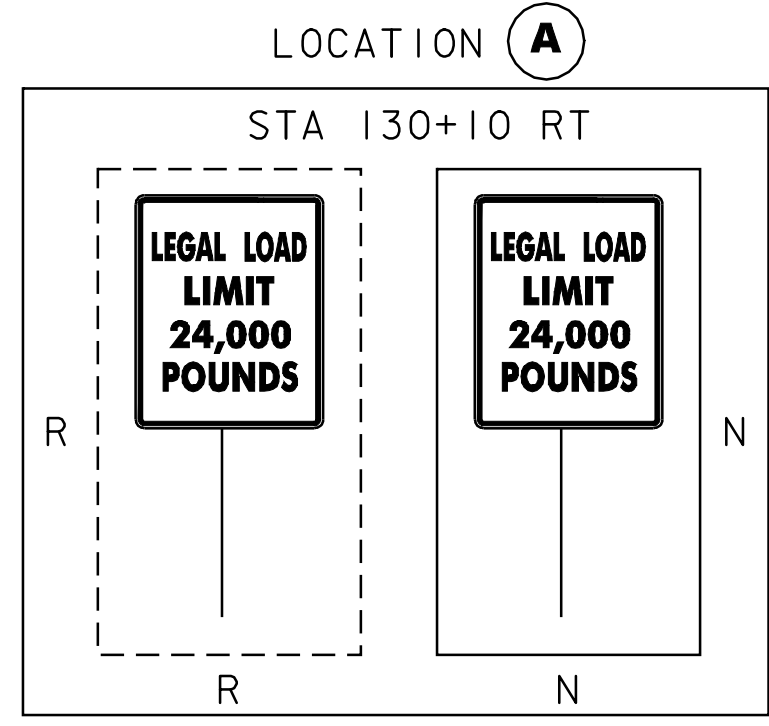 LOCATION A
STA 130+10 RT
LEGAL LOAD
LIMIT
24,000
POUNDS
LEGAL LOAD
LIMIT
24,000
POUNDS
R
N
R
N